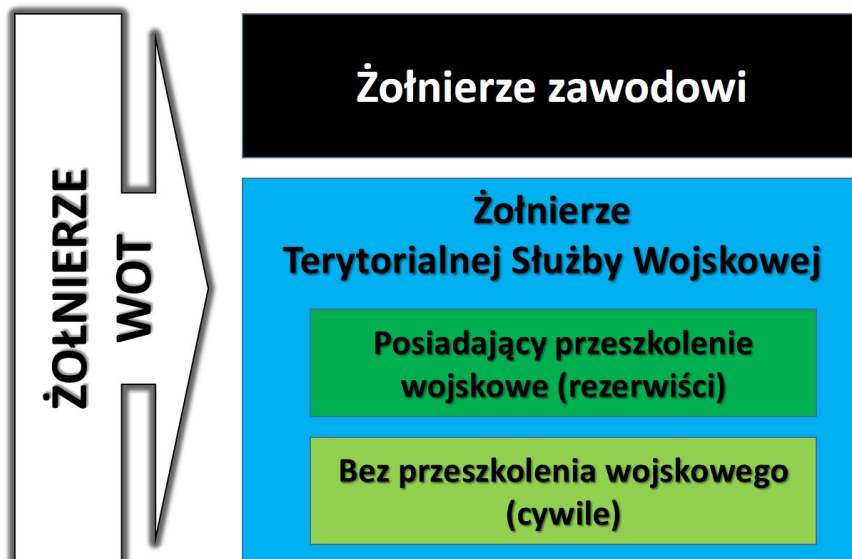 ŻOŁNIERZE
WOT
Żołnierze zawodowi
Żołnierze
Terytorialnej Służby Wojskowej
Posiadający przeszkolenie
wojskowe (rezerwiści)
Bez przeszkolenia wojskowego
(cywile)